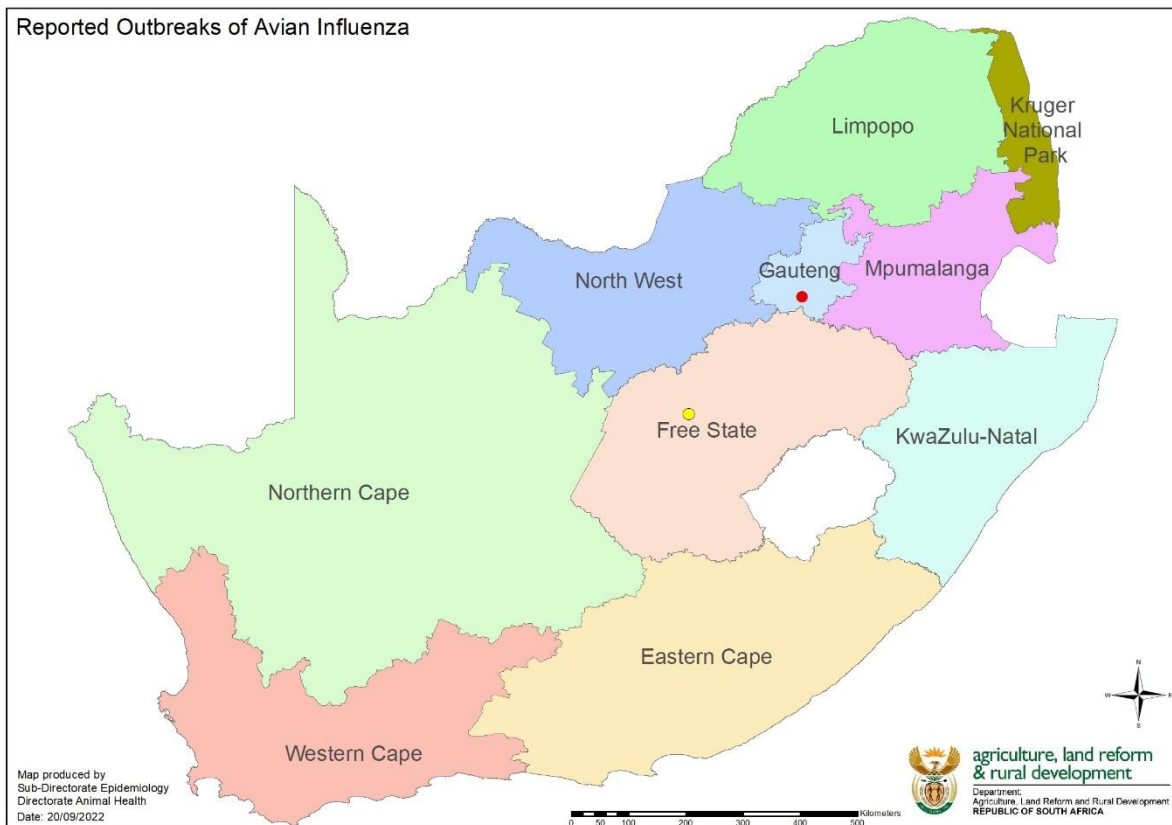 Reported Outbreaks of Avian Influenza
Limpopo
Kruger
National
Park
North West
Gauteng
Mpumalanga
Free State
KwaZulu-Natal
Northern Cape
Eastern Cape
Western Cape
N
W
E
S
Map produced by
Sub-Directorate Epidemiology
Directorate Animal Health
Date: 20/09/2022
Kilometers
0 50 100 200 300 400 500
agriculture, land reform
& rural development
Department:
Agriculture, Land Reform and Rural Development
REPUBLIC OF SOUTH AFRICA